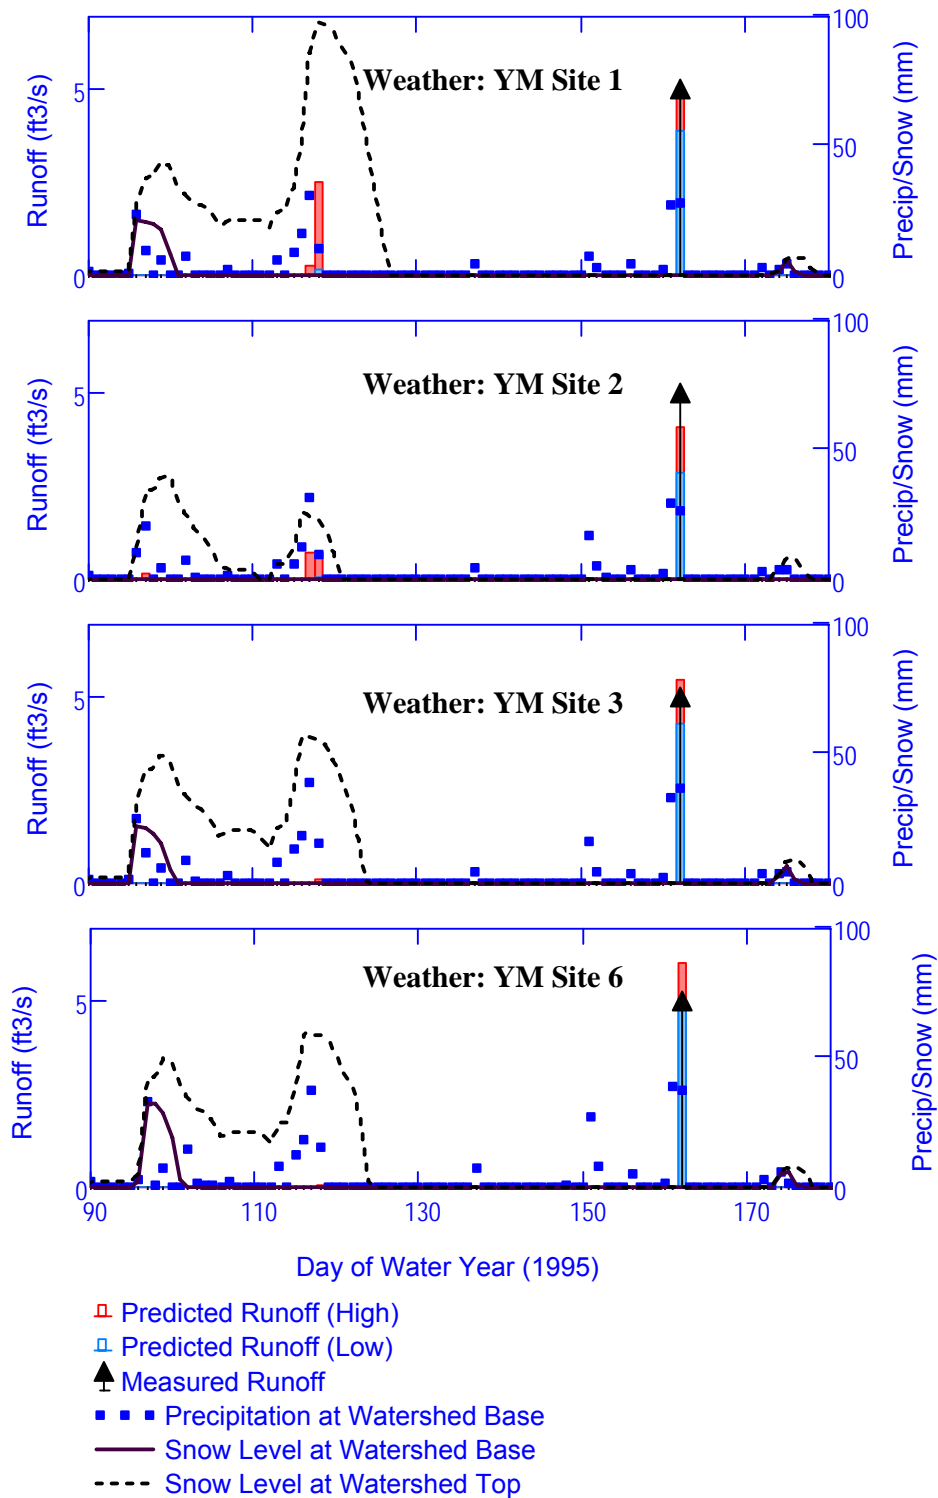 100
Weather: YM Site 1
5
50
0
0
Runoff (ft3/s)
Precip/Snow (mm)
100
Weather: YM Site 2
5
50
0
0
Runoff (ft3/s)
Precip/Snow (mm)
100
Weather: YM Site 3
5
50
0
0
Runoff (ft3/s)
Precip/Snow (mm)
100
Weather: YM Site 6
5
50
0
0
Runoff (ft3/s)
Precip/Snow (mm)
90 110 130 150 170
Day of Water Year (1995)
Predicted Runoff (High)
Predicted Runoff (Low)
Measured Runoff
Precipitation at Watershed Base
Snow Level at Watershed Base
Snow Level at Watershed Top